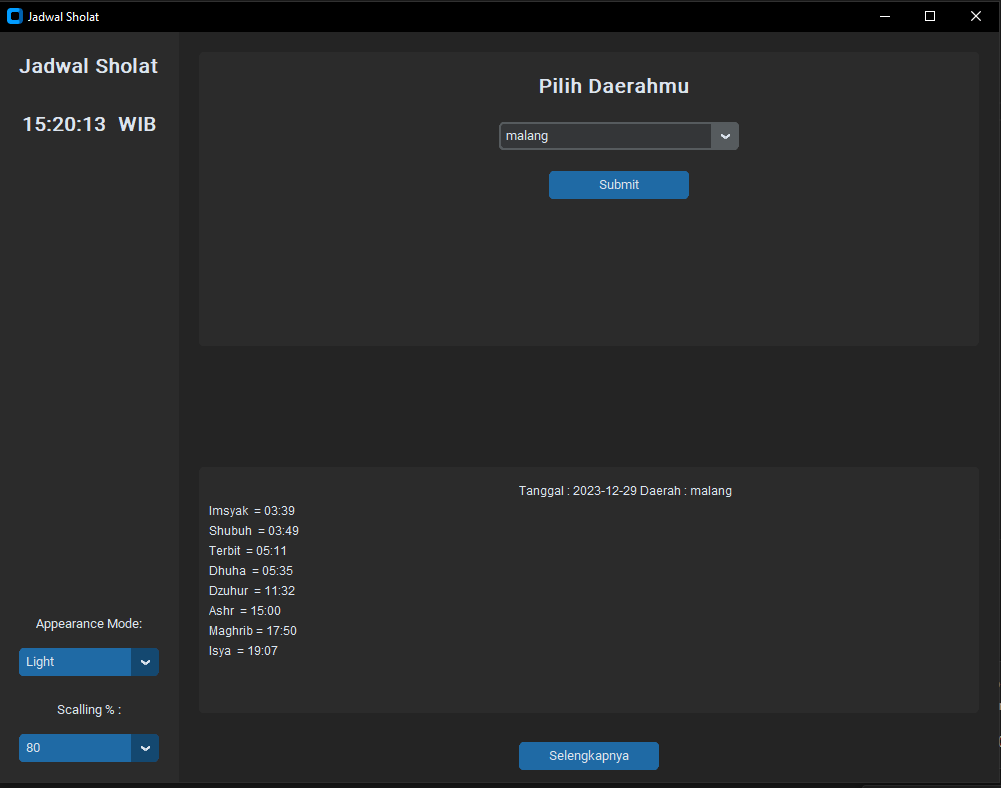 Jadwal Sholat
Jadwal Sholat
15:20:13 WIB
Appearance Mode:
Light
Scalling % :
80
Pilih Daerahmu
malang
Submit
Tanggal : 2023-12-29 Daerah : malang
Imsyak = 03:39
Shubuh = 03:49
Terbit = 05:11
Dhuha = 05:35
Dzuhur = 11:32
Ashr = 15:00
Maghrib = 17:50
Isya = 19:07
Selengkapnya